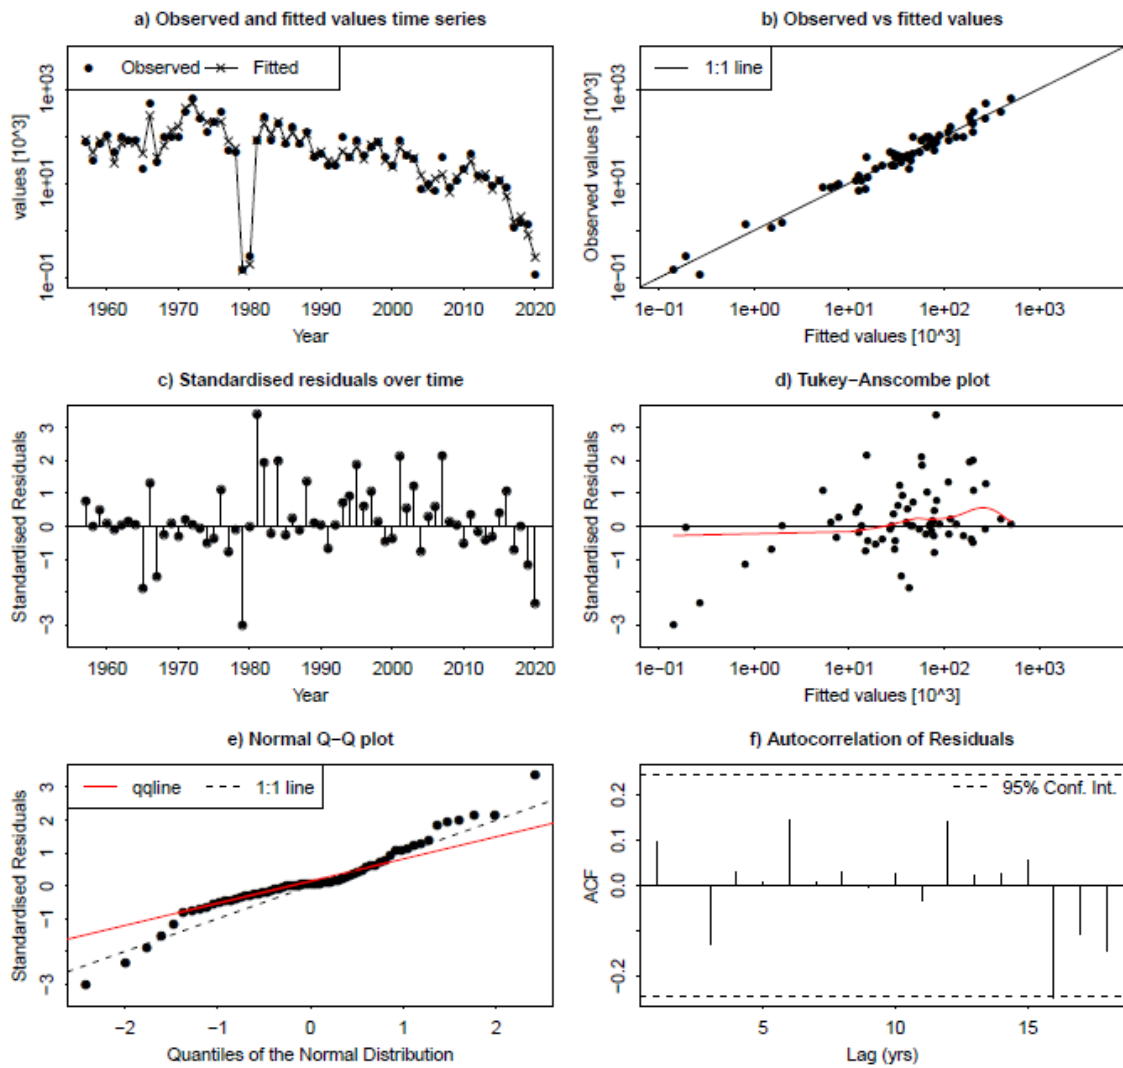 a) Observed and fitted values time series
Observed Fitted
values [10^3]
1e−01 1e+01 1e+03
1960 1970 1980 1990 2000 2010 2020
Year
b) Observed vs fitted values
1:1 line
Observed values [10^3]
1e−01 1e+01 1e+03
1e−01 1e+00 1e+01 1e+02 1e+03
Fitted values [10^3]
c) Standardised residuals over time
Standardised Residuals
−3 −1 0 1 2 3
1960 1970 1980 1990 2000 2010 2020
Year
d) Tukey−Anscombe plot
Standardised Residuals
−3 −1 0 1 2 3
1e−01 1e+00 1e+01 1e+02 1e+03
Fitted values [10^3]
e) Normal Q−Q plot
qqline 1:1 line
Standardised Residuals
−3 −1 0 1 2 3
−2 −1 0 1 2
Quantiles of the Normal Distribution
f) Autocorrelation of Residuals
95% Conf. Int.
ACF
−0.2 0.0 0.1 0.2
5 10 15
Lag (yrs)